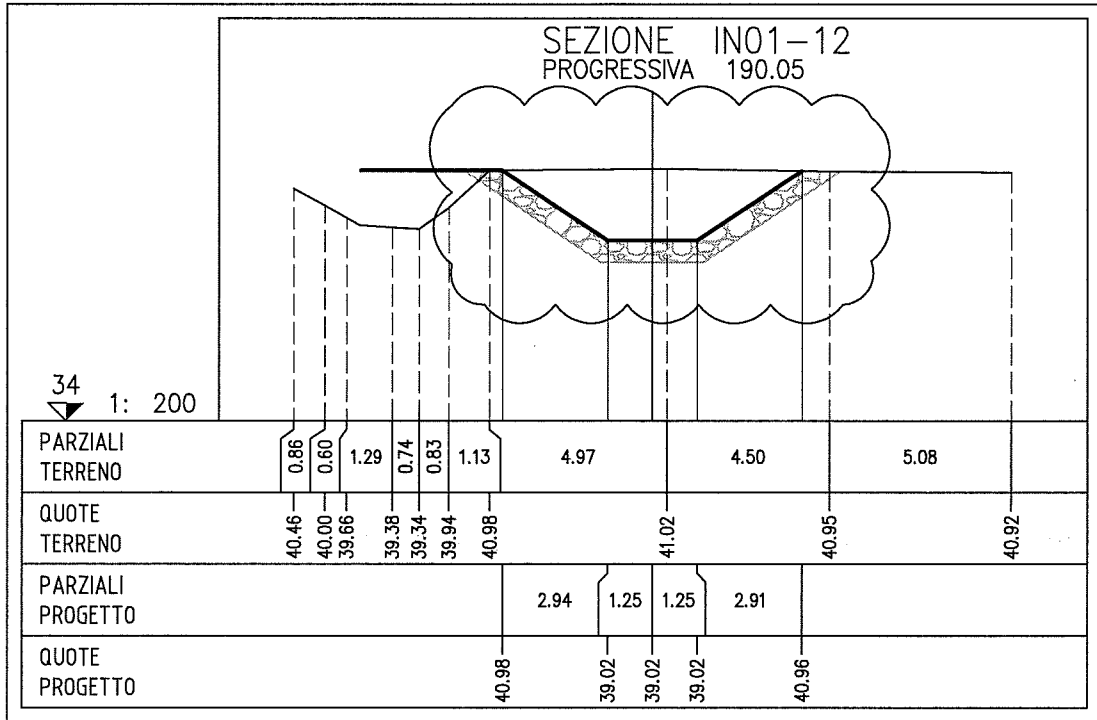 SEZIONE IN01-12
PROGRESSIVA 190.05
34
1: 200
PARZIALI
TERRENO
0.86 0.60 1.29 0.74 0.83 1.13 4.97 4.50 5.08
QUOTE
TERRENO
40.46 40.00 39.66 39.38 39.34 39.94 40.98 41.02 40.95 40.92
PARZIALI
PROGETTO
2.94 1.25 1.25 2.91
QUOTE
PROGETTO
40.98 39.02 39.02 39.02 40.96